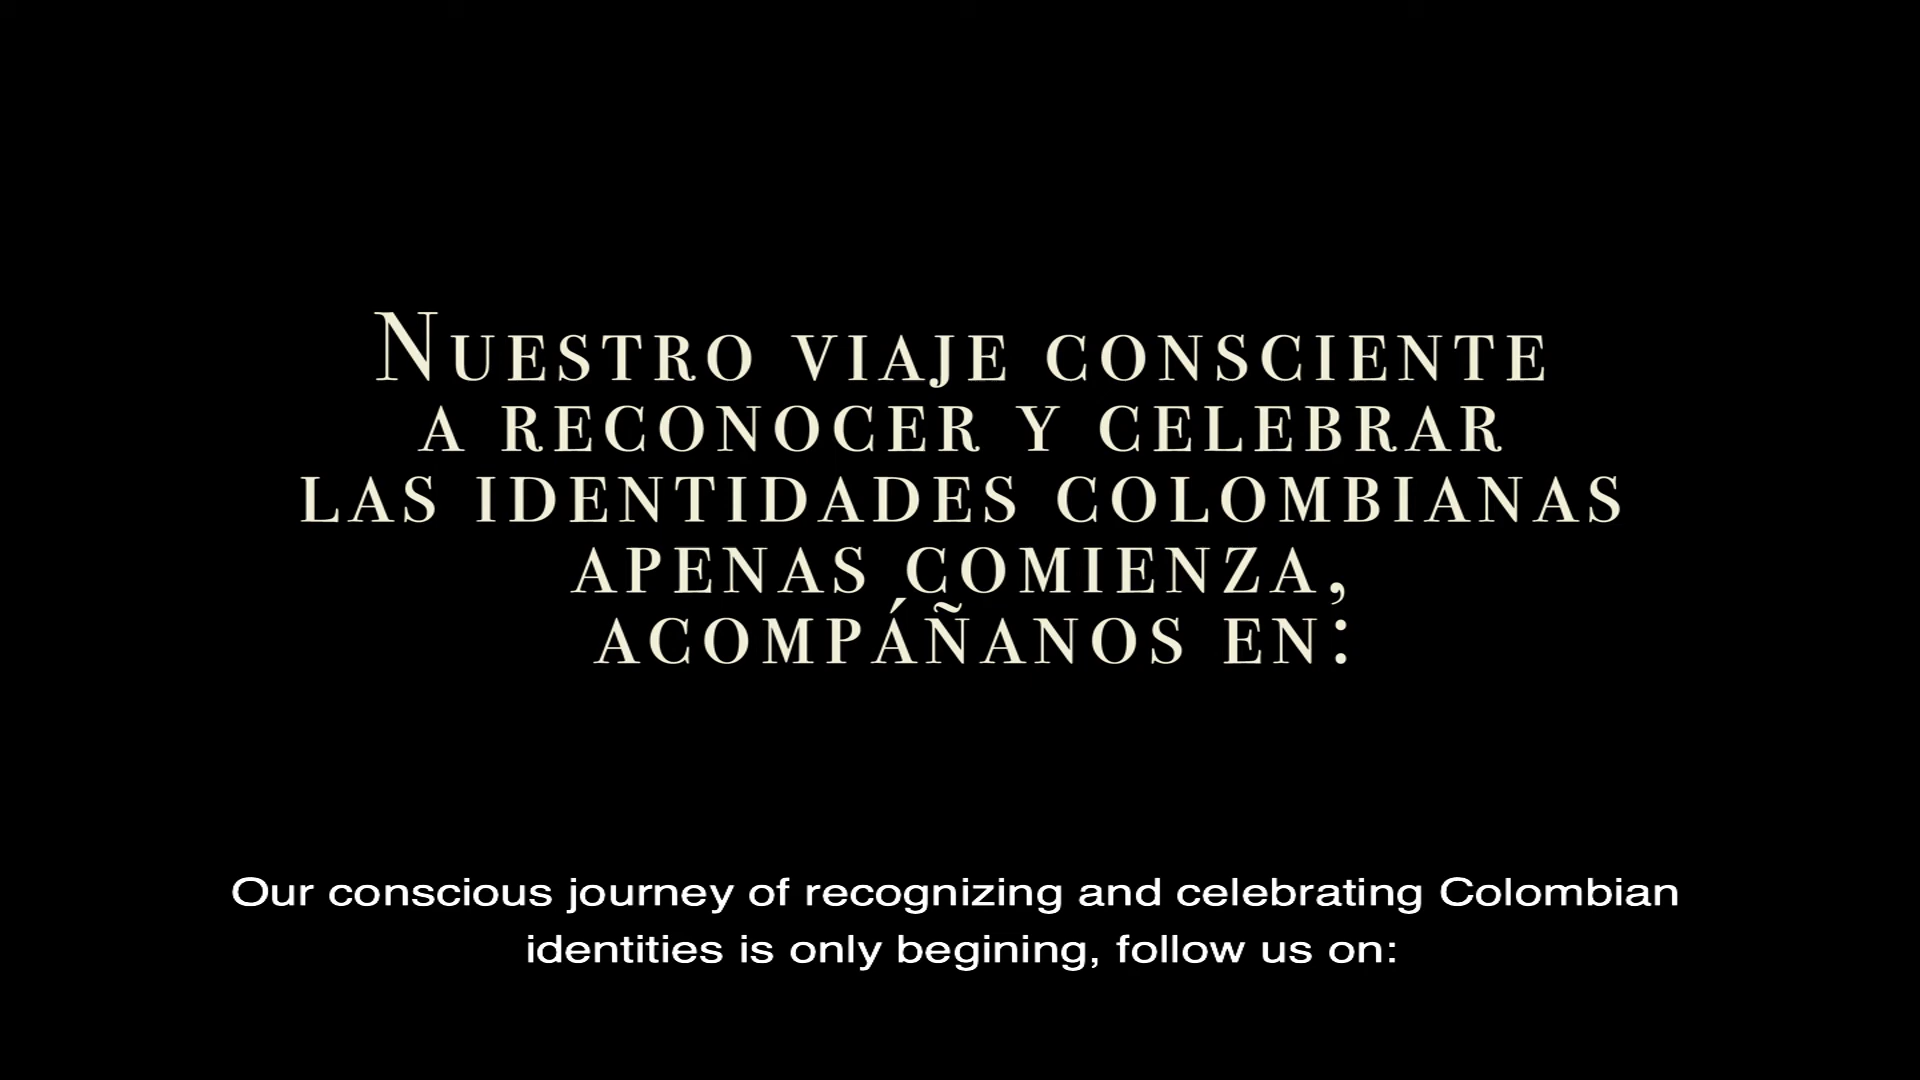 Nuestro viaje consciente
a reconocer y celebrar
las identidades colombianas
apenas comienza,
acompáñanos en:
Our conscious journey of recognizing and celebrating Colombian
identities is only begining, follow us on: